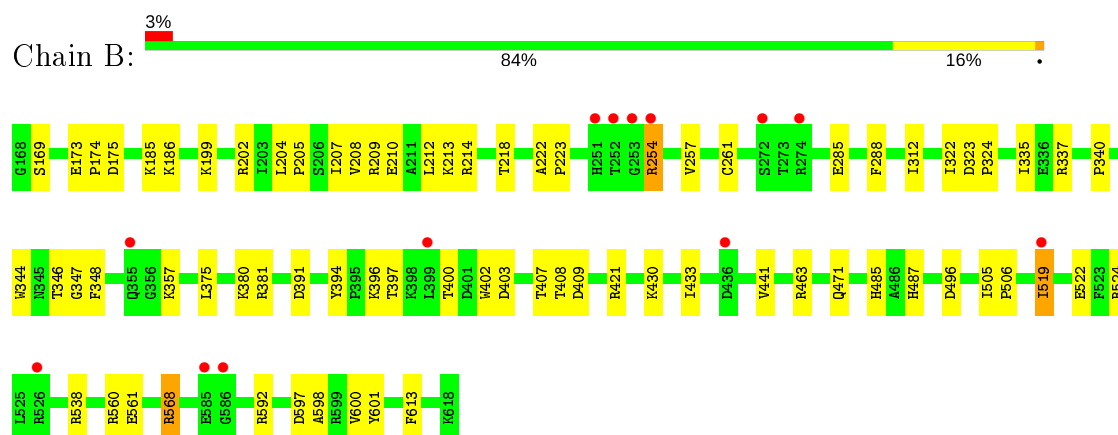 3%
Chain B:
84% 16% •
G168 S169 E173 P174 D175 K185 K186 K199 R202 I203 L204 P205 S206 I207 V208 R209 E210 A211 L212 K213 R214 T218 A222 P223 H251 T252 G253 R254 V257 C261 S272 T273 R274 E285 F288 I312 I322 D323 P324 I335 E336 R337 P340
W344 N345 T346 G347 F348 Q355 G356 K357 L375 K380 R381 D391 Y394 P395 K396 T397 K398 L399 T400 D401 W402 D403 T407 T408 D409 R421 K430 I433 D436 V441 R463 Q471 H485 A486 H487 D496 I505 P506 I519 E522 F523 R524
L525 R526 R538 R560 E561 R568 E585 G586 R592 D597 A598 R599 V600 Y601 F613 K618